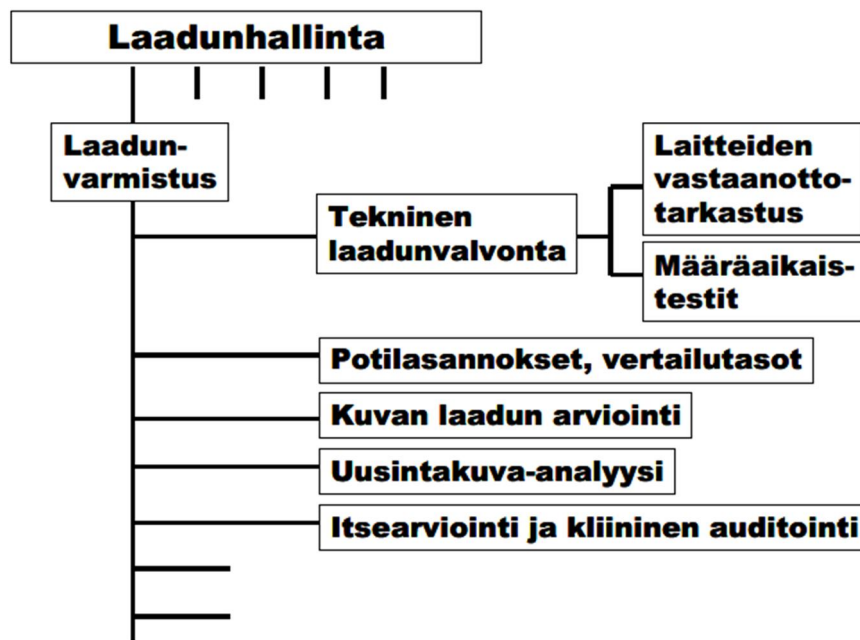 Laadunhallinta
Laadun-
varmistus
Laitteiden
vastaanotto-
tarkastus
Tekninen
laadunvalvonta
Määräaikais-
testit
Potilasannokset, vertailutasot
Kuvan laadun arviointi
Uusintakuva-analyysi
Itsearviointi ja kliininen auditointi